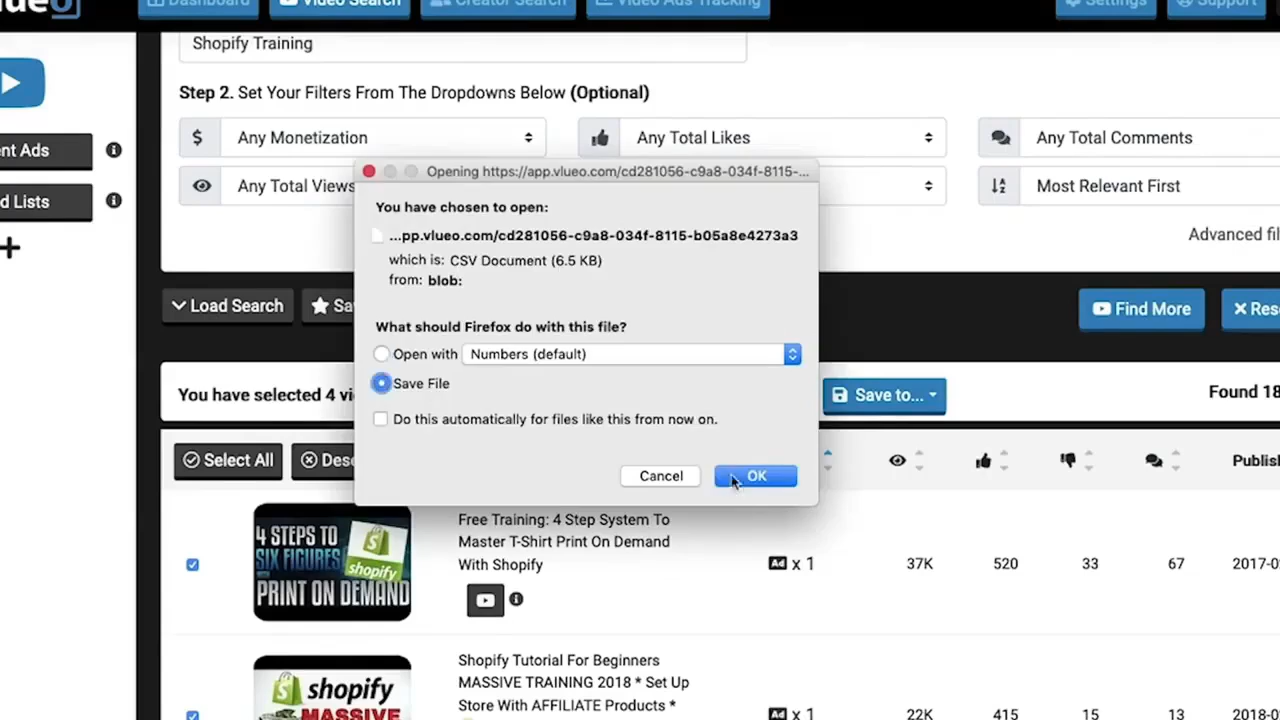 Dashboard Video Search Creator Search Video Ads Tracking Settings Support
Shopify Training
Step 2. Set Your Filters From The Dropdowns Below (Optional)
$ Any Monetization Any Total Likes Any Total Comments
Any Total Views Most Relevant First
Advanced
Opening https://app.vlueo.com/cd281056-c9a8-034f-8115-...
You have chosen to open:
...pp.vlueo.com/cd281056-c9a8-034f-8115-b05a8e4273a3
which is: CSV Document (6.5 KB)
from: blob:
What should Firefox do with this file?
Open with Numbers (default)
Save File
Do this automatically for files like this from now on.
Cancel OK
Ads
Lists
Load Search
Find More
You have selected 4
Save to...
Found 18
Select All
Free Training: 4 Step System To
Master T-Shirt Print On Demand
With Shopify
Ad x 1 37K 520 33 67
4 STEPS TO
SIX FIGURES
shopify
PRINT ON DEMAND
Shopify Tutorial For Beginners
MASSIVE TRAINING 2018 * Set Up
Store With AFFILIATE Products *
Ad x 1 22K 415 15 13
shopify
MASSIVE